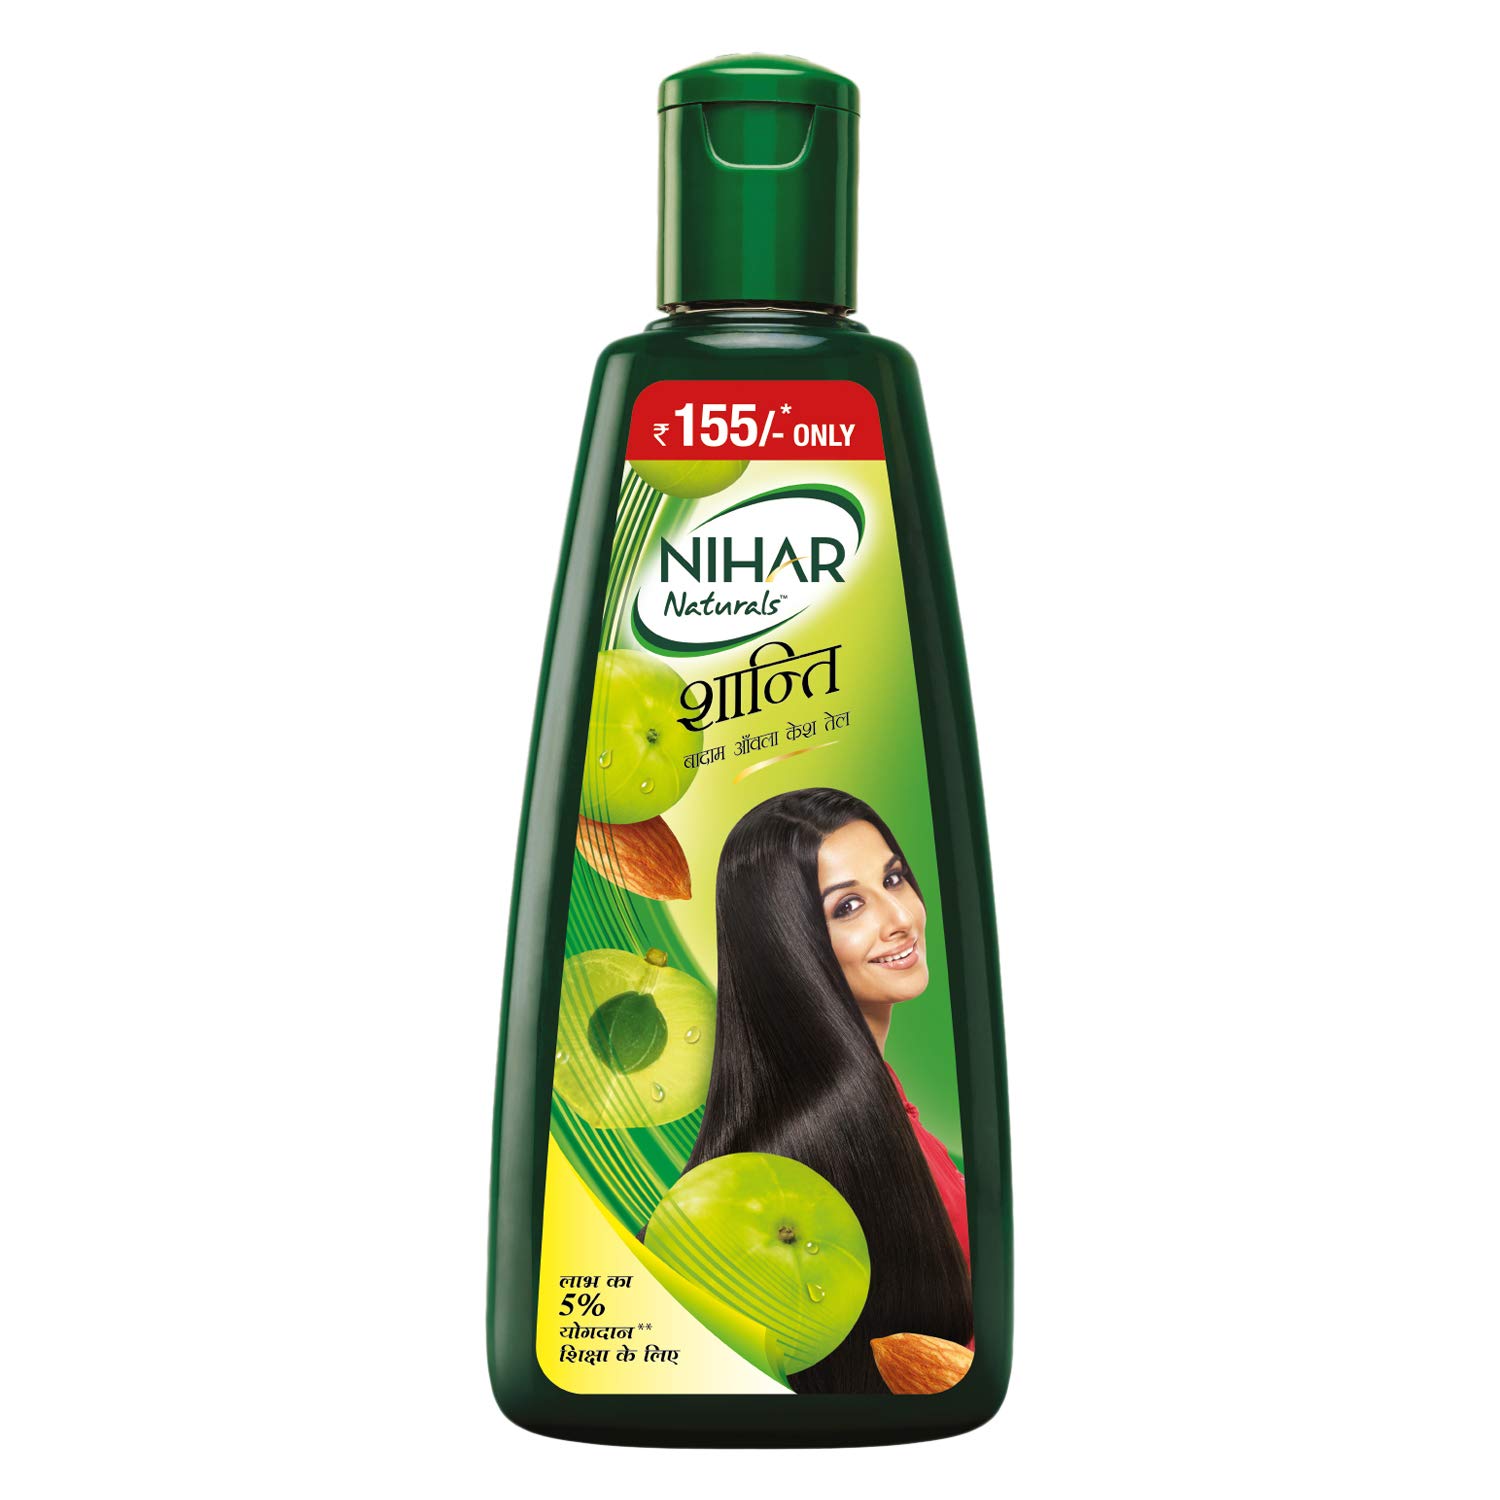 ₹ 155/-* ONLY
NIHAR
Naturals™
शान्ति
बादाम आँवला केश तेल
लाभ का
5%
योगदान**
शिक्षा के लिए